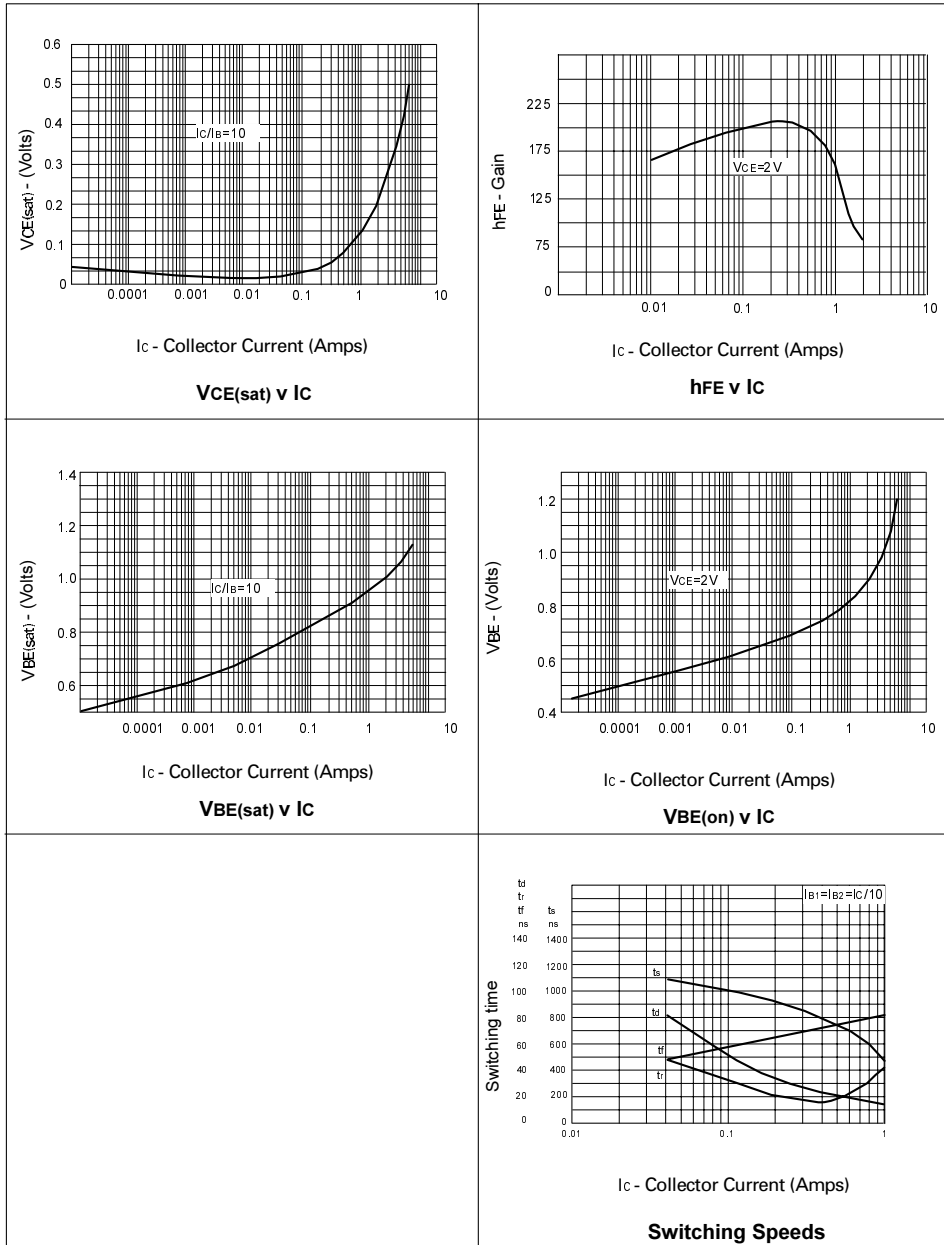 0.6
0.5
0.4
0.3
0.2
0.1
0
VCE(sat) - (Volts)
IC/IB=10
0.0001 0.001 0.01 0.1 1 10
IC - Collector Current (Amps)
VCE(sat) v IC
225
175
125
75
0
hFE - Gain
VCE=2V
0.01 0.1 1 10
IC - Collector Current (Amps)
hFE v IC
1.4
1.2
1.0
0.8
0.6
VBE(sat) - (Volts)
IC/IB=10
0.0001 0.001 0.01 0.1 1 10
IC - Collector Current (Amps)
VBE(sat) v IC
1.2
1.0
0.8
0.6
0.4
VBE - (Volts)
VCE=2V
0.0001 0.001 0.01 0.1 1 10
IC - Collector Current (Amps)
VBE(on) v IC
td
tr
tf ts
ns ns
140 1400
120 1200
100 1000
80 800
60 600
40 400
20 200
0 0
Switching time
IB1=IB2=IC/10
ts
td
tf
tr
0.01 0.1 1
IC - Collector Current (Amps)
Switching Speeds